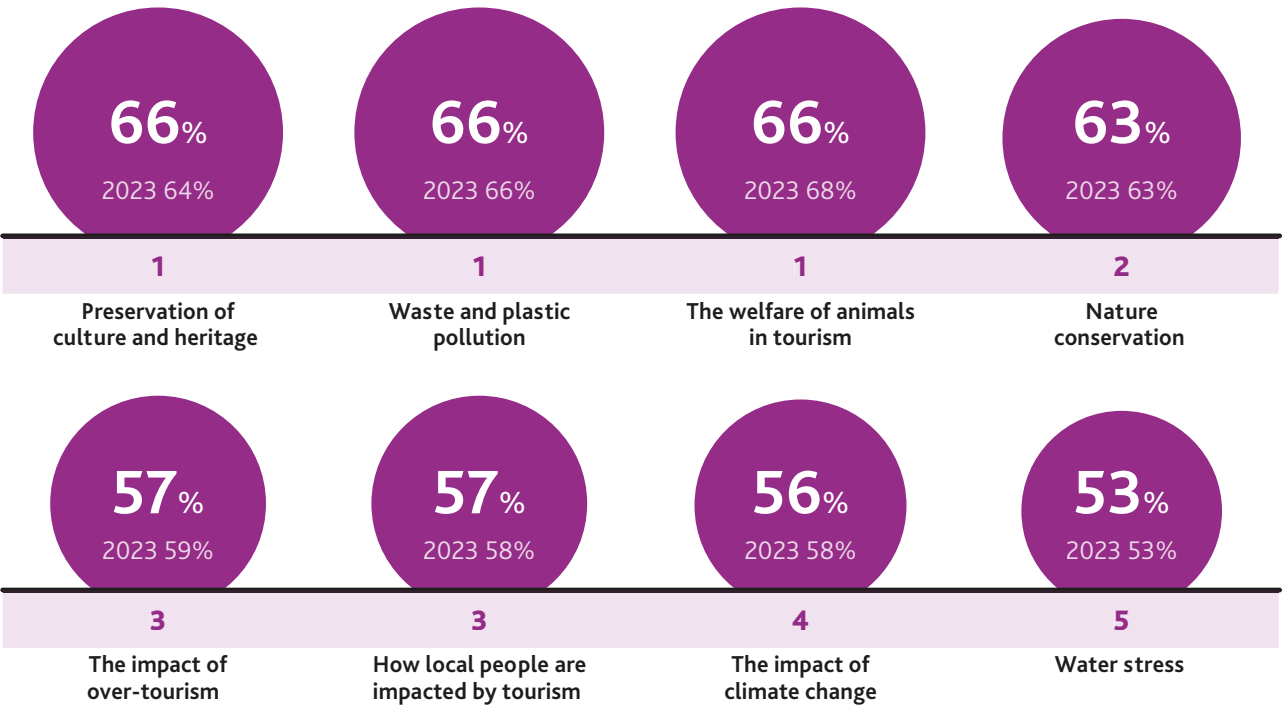 66%
2023 64%
66%
2023 66%
66%
2023 68%
63%
2023 63%
1
1
1
2
Preservation of
culture and heritage
Waste and plastic
pollution
The welfare of animals
in tourism
Nature
conservation
57%
2023 59%
57%
2023 58%
56%
2023 58%
53%
2023 53%
3
3
4
5
The impact of
over-tourism
How local people are
impacted by tourism
The impact of
climate change
Water stress